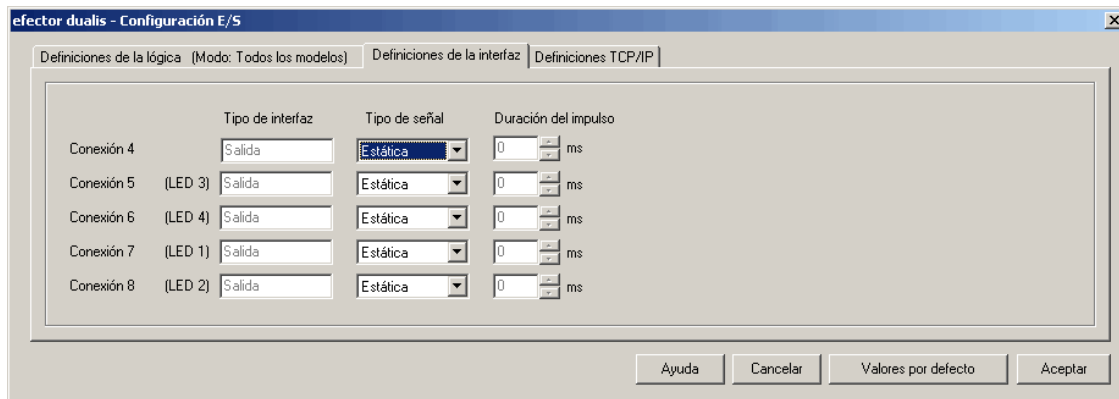 efector dualis - Configuración E/S
Definiciones de la lógica (Modo: Todos los modelos) Definiciones de la interfaz Definiciones TCP/IP
Tipo de interfaz Tipo de señal Duración del impulso
Conexión 4 Salida Estática 0 ms
Conexión 5 (LED 3) Salida Estática 0 ms
Conexión 6 (LED 4) Salida Estática 0 ms
Conexión 7 (LED 1) Salida Estática 0 ms
Conexión 8 (LED 2) Salida Estática 0 ms
Ayuda Cancelar Valores por defecto Aceptar